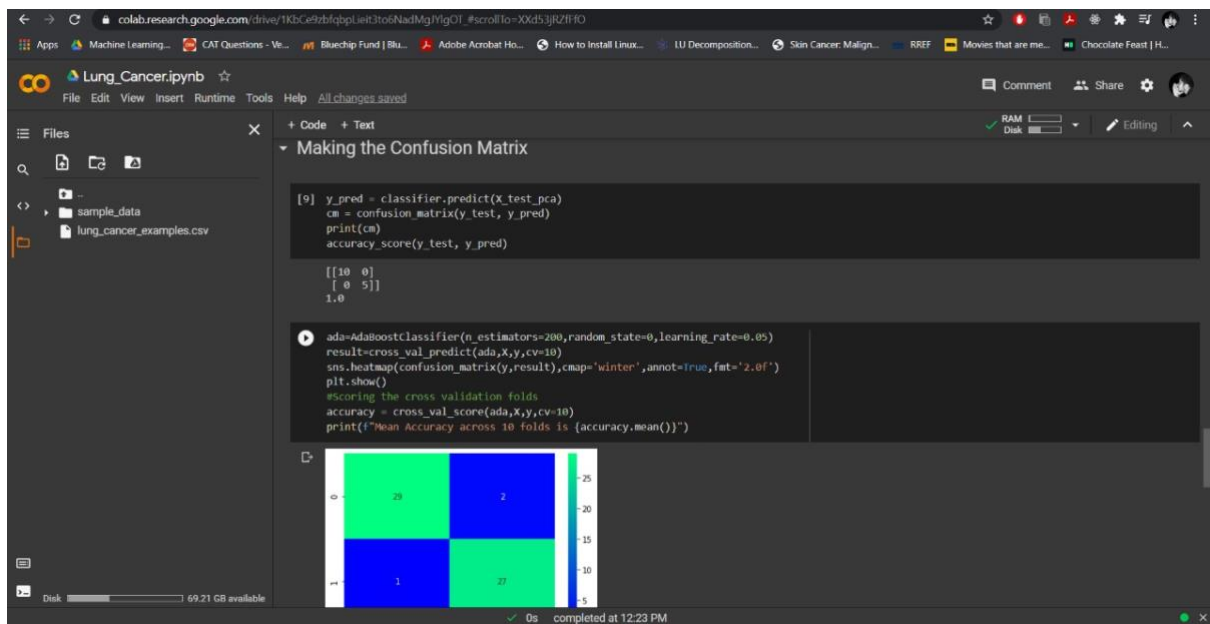 colab.research.google.com/drive/1KbCe9zbfqbpLieit3to6NadMgJYlgOT_#scrollTo=XXd53jRZfFfO
Apps Machine Learning... CAT Questions - Ve... Bluechip Fund | Blu... Adobe Acrobat Ho... How to Install Linux... LU Decomposition... Skin Cancer: Malign... RREF Movies that are me... Chocolate Feast | H...
Lung_Cancer.ipynb
Comment Share
File Edit View Insert Runtime Tools Help All changes saved
Files
+ Code + Text
RAM
Disk
Editing
Making the Confusion Matrix
..
sample_data
lung_cancer_examples.csv
[9] y_pred = classifier.predict(X_test_pca)
cm = confusion_matrix(y_test, y_pred)
print(cm)
accuracy_score(y_test, y_pred)
[[10 0]
[ 0 5]]
1.0
ada=AdaBoostClassifier(n_estimators=200,random_state=0,learning_rate=0.05)
result=cross_val_predict(ada,X,y,cv=10)
sns.heatmap(confusion_matrix(y,result),cmap='winter',annot=True,fmt='2.0f')
plt.show()
#Scoring the cross validation folds
accuracy = cross_val_score(ada,X,y,cv=10)
print(f"Mean Accuracy across 10 folds is {accuracy.mean()}")
0
29
2
1
1
27
25
20
15
10
5
Disk 69.21 GB available
0s completed at 12:23 PM